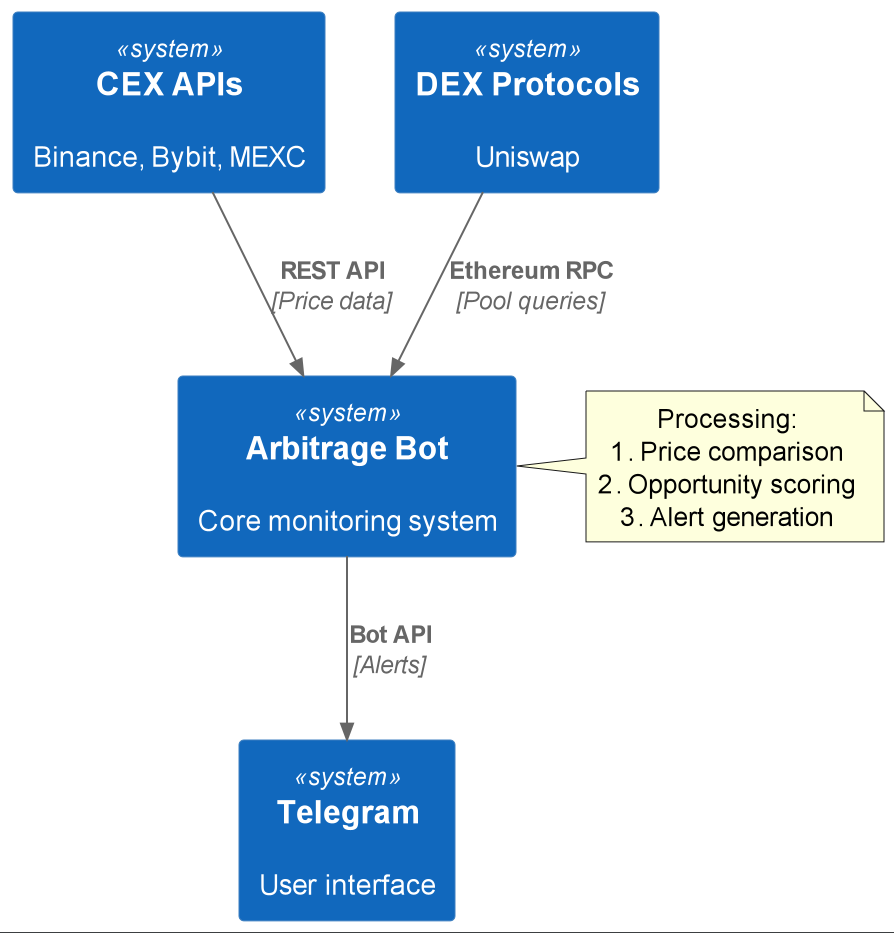 «system»
CEX APIs
Binance, Bybit, MEXC
«system»
DEX Protocols
Uniswap
REST API
[Price data]
Ethereum RPC
[Pool queries]
«system»
Arbitrage Bot
Core monitoring system
Processing:
1. Price comparison
2. Opportunity scoring
3. Alert generation
Bot API
[Alerts]
«system»
Telegram
User interface